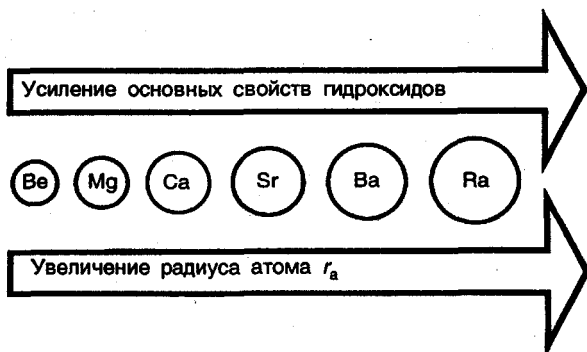 Усиление основных свойств гидроксидов
Be Mg Ca Sr Ba Ra
Увеличение радиуса атома rа